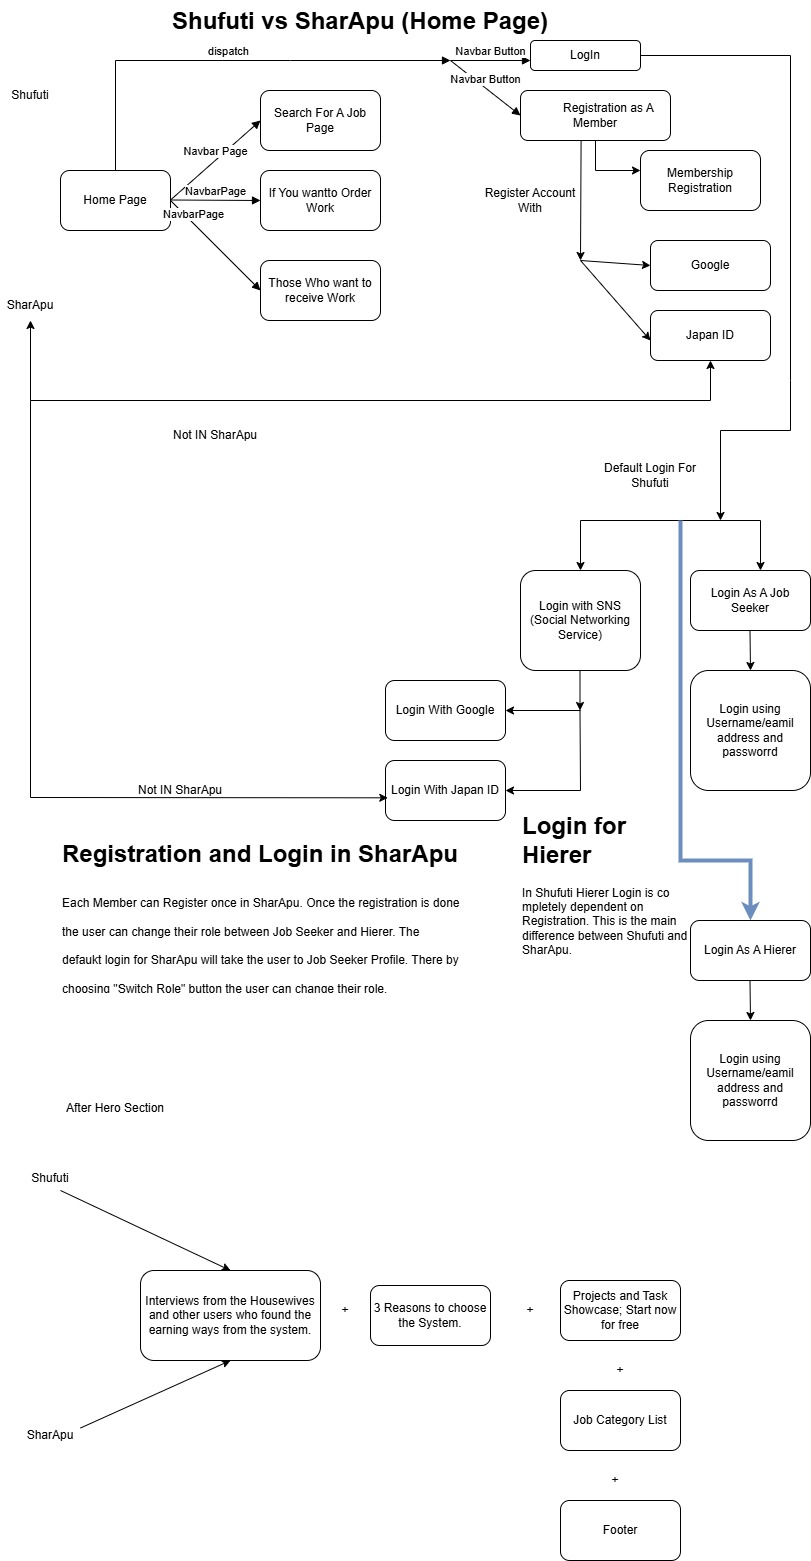 Shufuti vs SharApu (Home Page)
dispatch
Navbar Button
LogIn
Navbar Button
Shufuti
Search For A Job
Page
Registration as A
Member
Navbar Page
Membership
Registration
Home Page
NavbarPage
If You wantto Order
Work
Register Account
With
NavbarPage
Google
Those Who want to
receive Work
SharApu
Japan ID
Not IN SharApu
Default Login For
Shufuti
Login with SNS
(Social Networking
Service)
Login As A Job
Seeker
Login With Google
Login using
Username/eamil
address and
passworrd
Login With Japan ID
Not IN SharApu
Login for
Hierer
Registration and Login in SharApu
In Shufuti Hierer Login is co
mpletely dependent on
Registration. This is the main
difference between Shufuti and
SharApu.
Each Member can Register once in SharApu. Once the registration is done
the user can change their role between Job Seeker and Hierer. The
defaukt login for SharApu will take the user to Job Seeker Profile. There by
choosing "Switch Role" button the user can change their role.
Login As A Hierer
Login using
Username/eamil
address and
passworrd
After Hero Section
Shufuti
Interviews from the Housewives
and other users who found the
earning ways from the system.
+
3 Reasons to choose
the System.
+
Projects and Task
Showcase; Start now
for free
+
Job Category List
SharApu
+
Footer